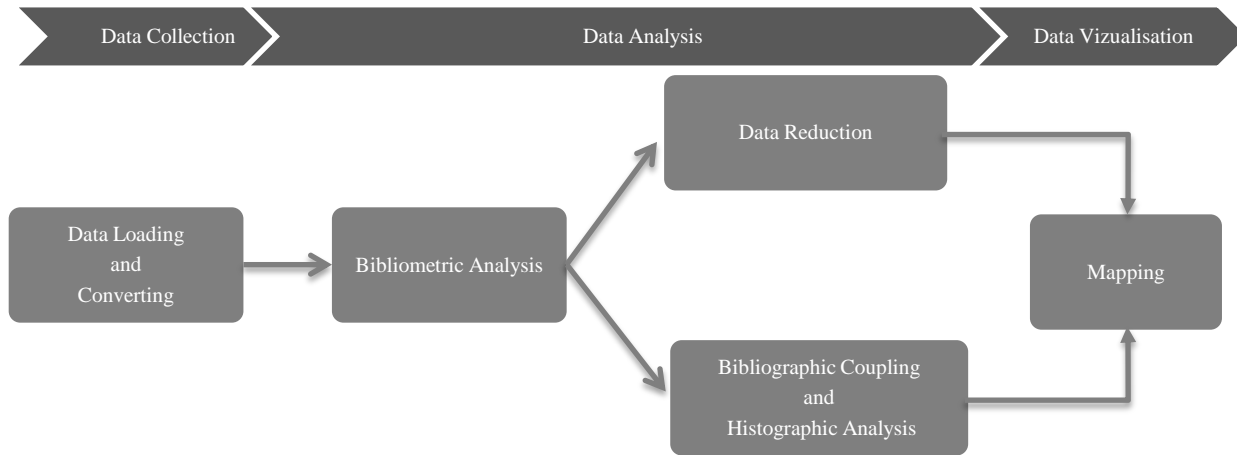 Data Collection
Data Analysis
Data Vizualisation
Data Reduction
Data Loading
and
Converting
Bibliometric Analysis
Mapping
Bibliographic Coupling
and
Histographic Analysis